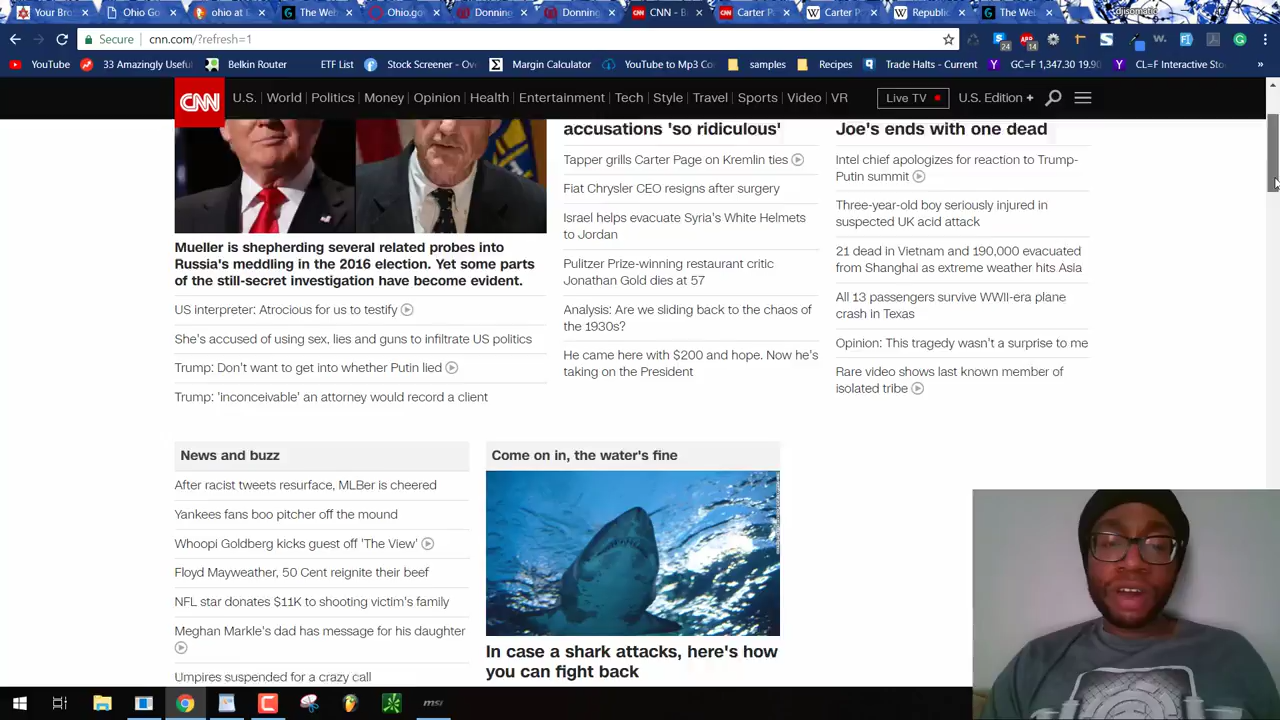 Your Bro
Ohio Go
ohio at E
The Web
Ohio.go
Donning
Donning
CNN - B
Carter P
Carter P
Republic
The Web
djisomatic
Secure
cnn.com/?refresh=1
YouTube
33 Amazingly Usefu
Belkin Router
ETF List
Stock Screener - Ov
Margin Calculator
YouTube to Mp3 Co
samples
Recipes
Trade Halts - Current
GC=F 1,347.30 19.90
CL=F Interactive Sto
CNN
U.S.
World
Politics
Money
Opinion
Health
Entertainment
Tech
Style
Travel
Sports
Video
VR
Live TV
U.S. Edition +
Mueller is shepherding several related probes into
Russia's meddling in the 2016 election. Yet some parts
of the still-secret investigation have become evident.
US interpreter: Atrocious for us to testify
She's accused of using sex, lies and guns to infiltrate US politics
Trump: Don't want to get into whether Putin lied
Trump: 'inconceivable' an attorney would record a client
accusations 'so ridiculous'
Tapper grills Carter Page on Kremlin ties
Fiat Chrysler CEO resigns after surgery
Israel helps evacuate Syria's White Helmets
to Jordan
Pulitzer Prize-winning restaurant critic
Jonathan Gold dies at 57
Analysis: Are we sliding back to the chaos of
the 1930s?
He came here with $200 and hope. Now he's
taking on the President
Joe's ends with one dead
Intel chief apologizes for reaction to Trump-
Putin summit
Three-year-old boy seriously injured in
suspected UK acid attack
21 dead in Vietnam and 190,000 evacuated
from Shanghai as extreme weather hits Asia
All 13 passengers survive WWII-era plane
crash in Texas
Opinion: This tragedy wasn't a surprise to me
Rare video shows last known member of
isolated tribe
News and buzz
After racist tweets resurface, MLBer is cheered
Yankees fans boo pitcher off the mound
Whoopi Goldberg kicks guest off 'The View'
Floyd Mayweather, 50 Cent reignite their beef
NFL star donates $11K to shooting victim's family
Meghan Markle's dad has message for his daughter
Umpires suspended for a crazy call
Come on in, the water's fine
In case a shark attacks, here's how
you can fight back
msi